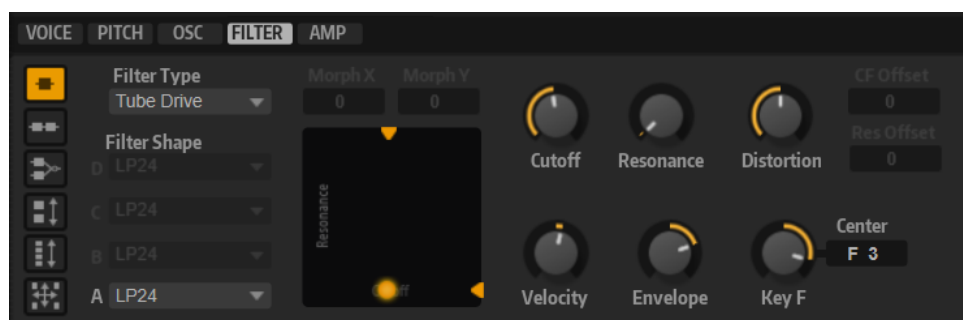 VOICE PITCH OSC FILTER AMP
Filter Type
Tube Drive
Filter Shape
D LP24
C LP24
B LP24
A LP24
Morph X Morph Y
0 0
Resonance
Cutoff Resonance Distortion
CF Offset
0
Res Offset
0
Velocity Envelope Key F
Center
F 3